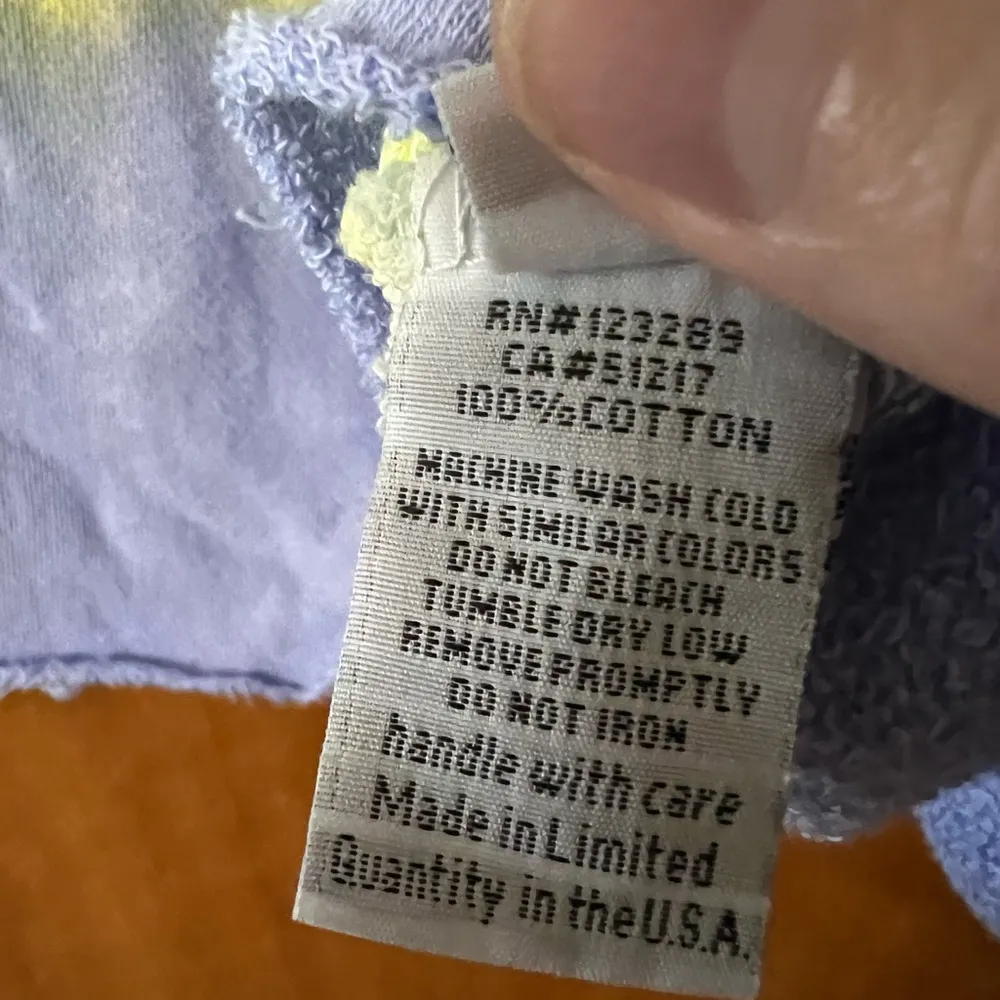 RN#123289
CA#51217
100%COTTON
MACHINE WASH COLD
WITH SIMILAR COLORS
DO NOT BLEACH
TUMBLE DRY LOW
REMOVE PROMPTLY
DO NOT IRON
handle with care
Made in Limited
Quantity in the U.S.A.